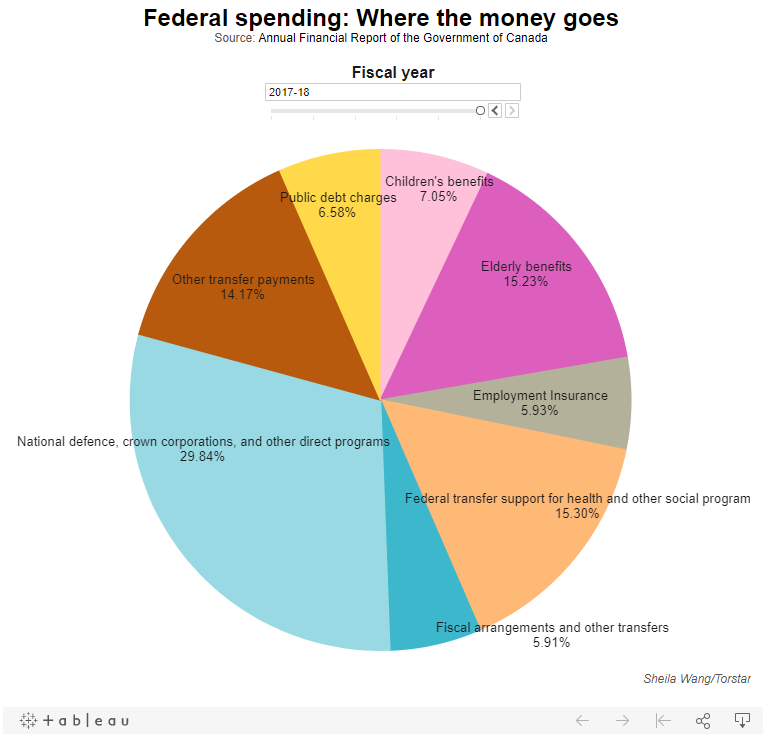 Federal spending: Where the money goes
Source: Annual Financial Report of the Government of Canada
Fiscal year
2017-18
Children's benefits
7.05%
Public debt charges
6.58%
Elderly benefits
15.23%
Other transfer payments
14.17%
Employment Insurance
5.93%
National defence, crown corporations, and other direct programs
29.84%
Federal transfer support for health and other social program
15.30%
Fiscal arrangements and other transfers
5.91%
Sheila Wang/Torstar
+ableau